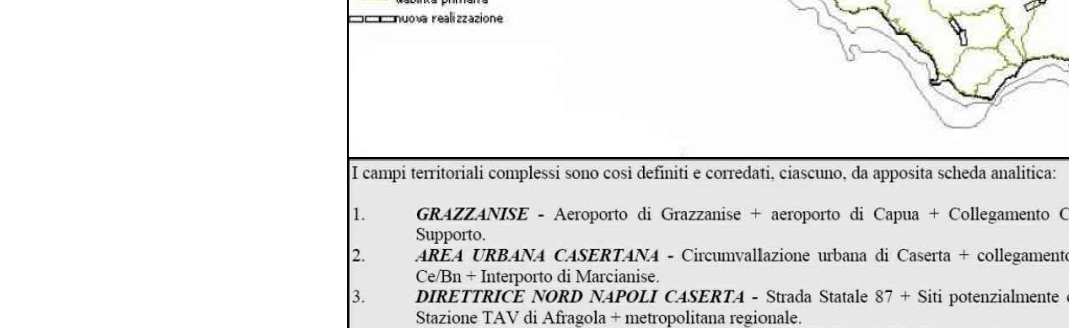 viabilità primaria
nuova realizzazione
I campi territoriali complessi sono così definiti e corredati, ciascuno, da apposita scheda analitica:
1. GRAZZANISE - Aeroporto di Grazzanise + aeroporto di Capua + Collegamento C
Supporto.
2. AREA URBANA CASERTANA - Circumvallazione urbana di Caserta + collegamento
Ce/Bn + Interporto di Marcianise.
3. DIRETTRICE NORD NAPOLI CASERTA - Strada Statale 87 + Siti potenzialmente
Stazione TAV di Afragola + metropolitana regionale.